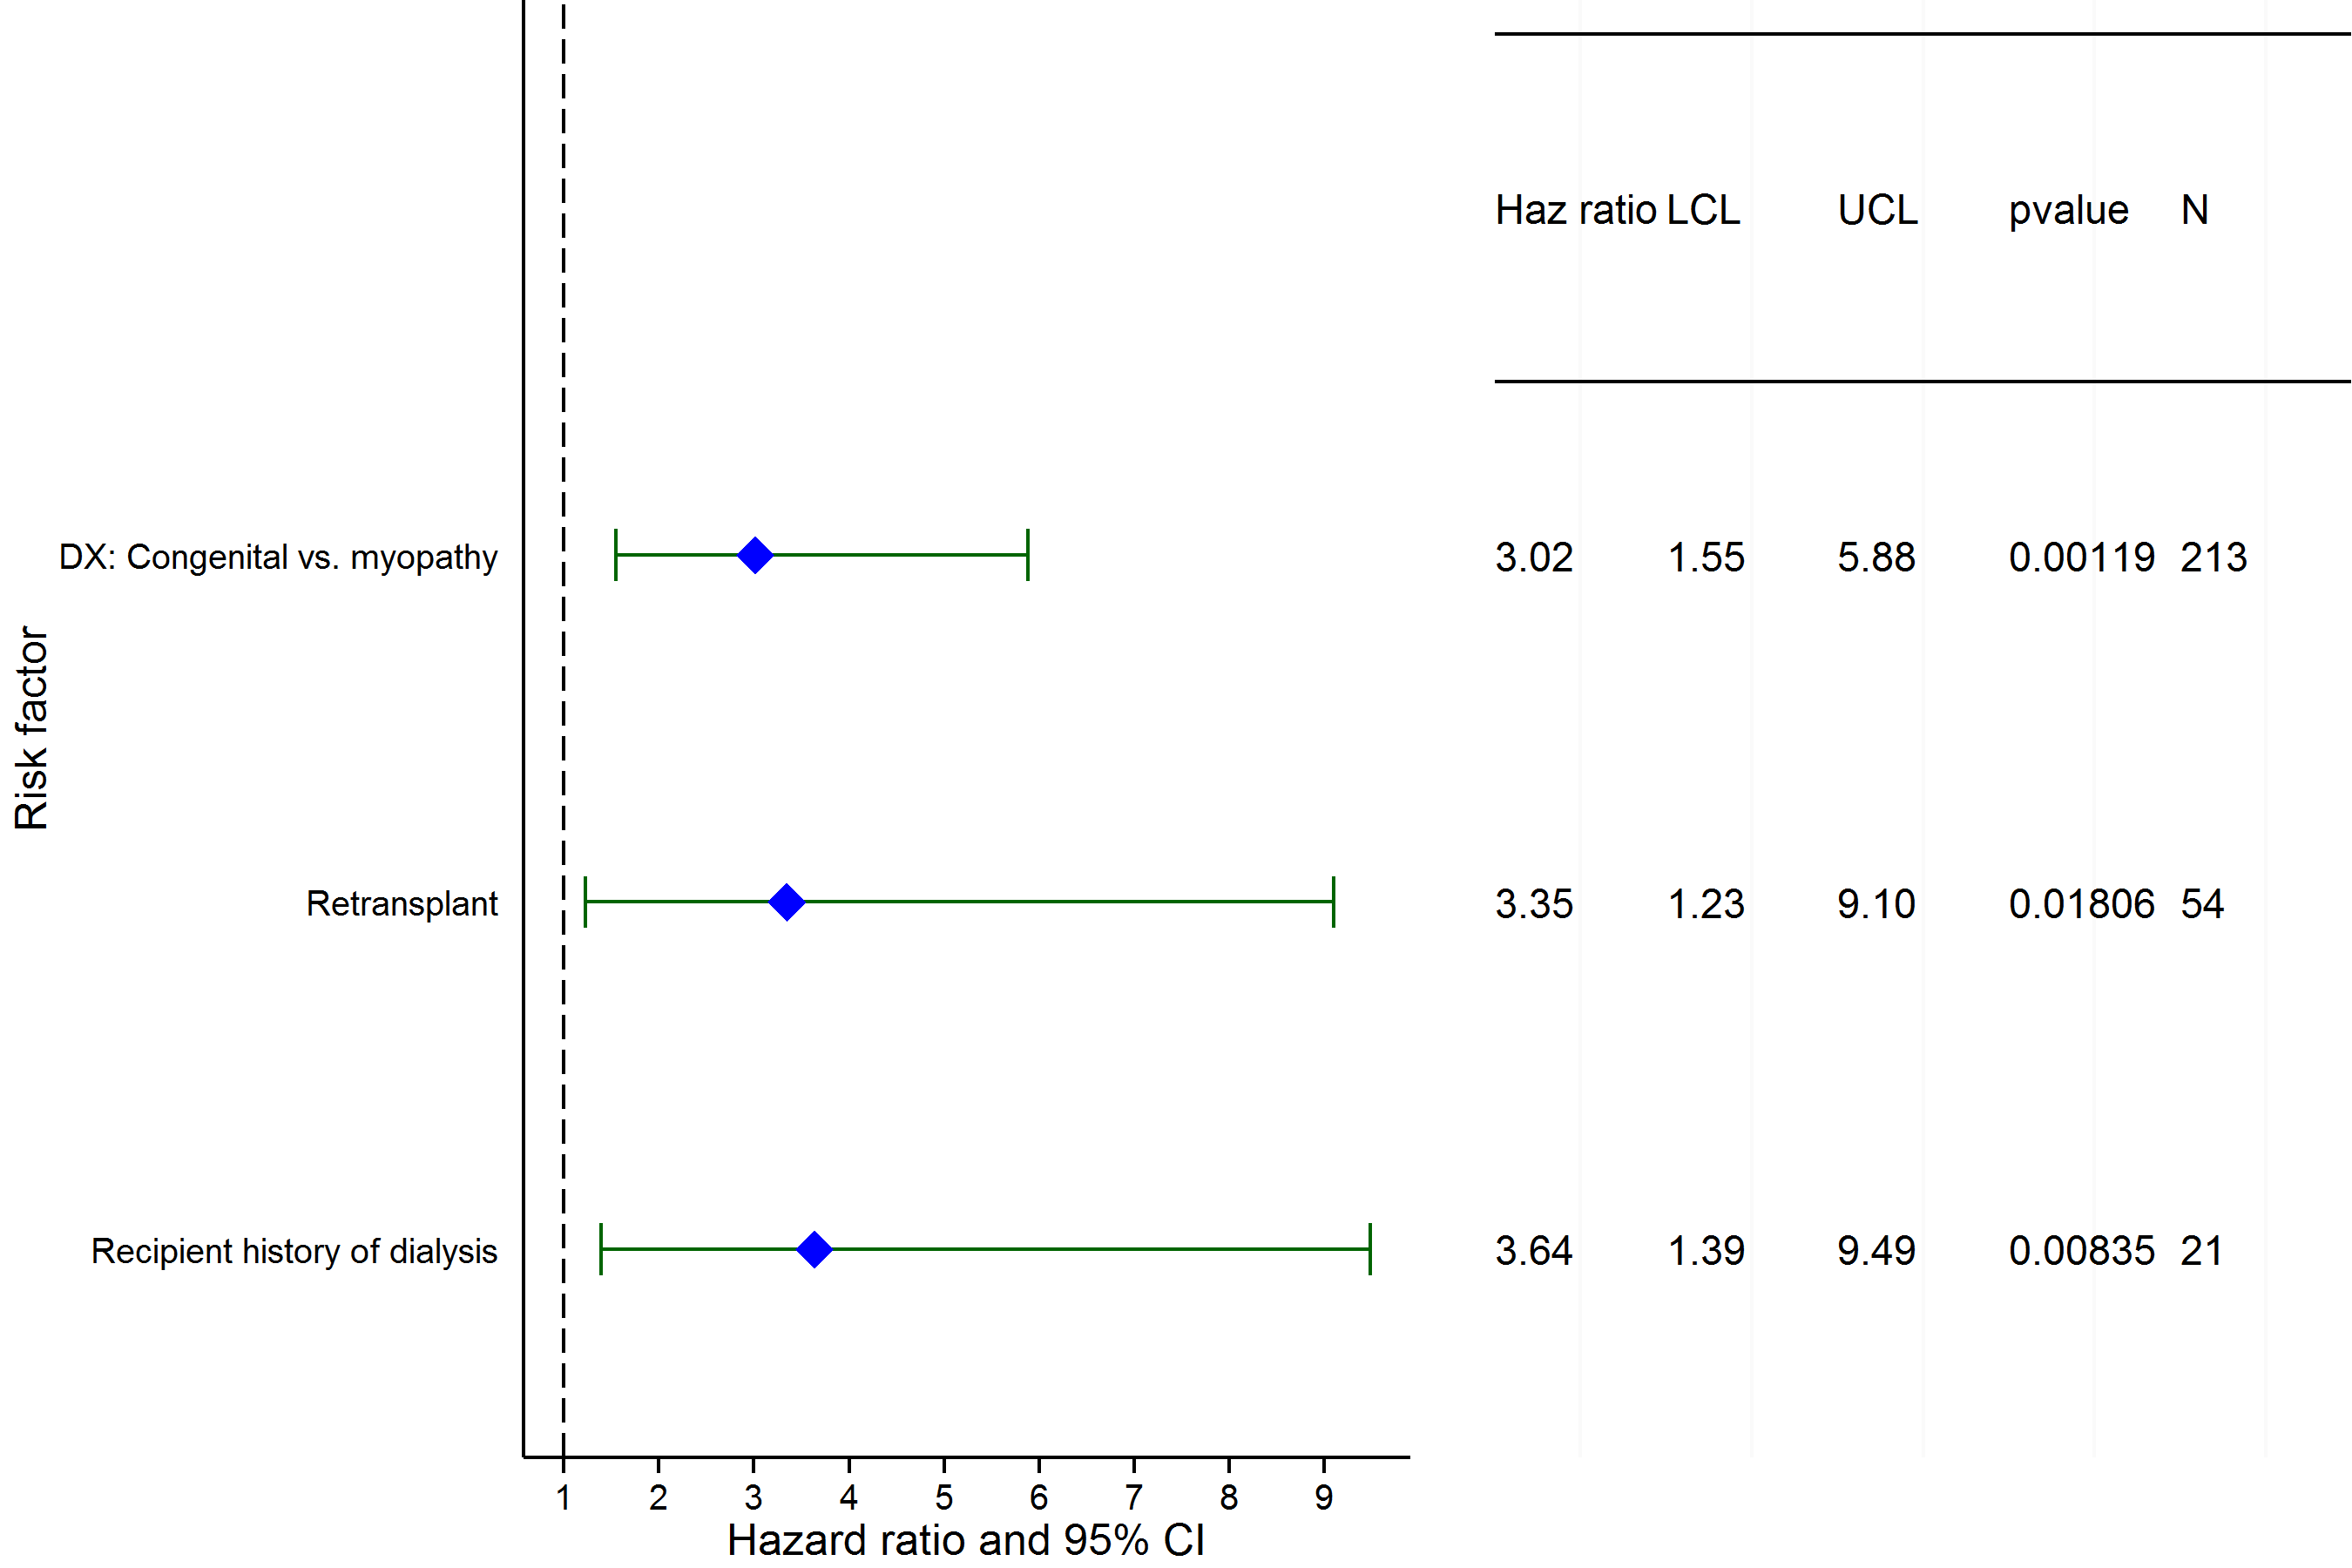 Haz ratio LCL UCL pvalue N
DX: Congenital vs. myopathy 3.02 1.55 5.88 0.00119 213
Risk factor
Retransplant 3.35 1.23 9.10 0.01806 54
Recipient history of dialysis 3.64 1.39 9.49 0.00835 21
1 2 3 4 5 6 7 8 9
Hazard ratio and 95% CI